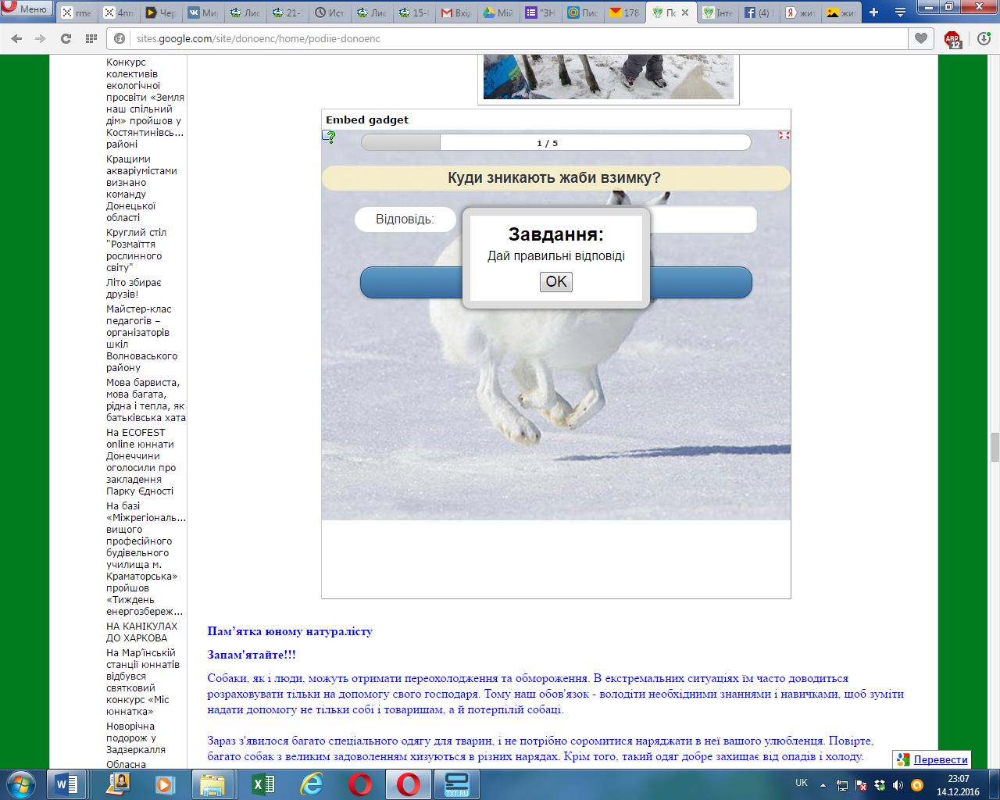 Меню
rme
4nn
Чер
Ми
Лис
21-
Ист
Лис
15-
Вхід
Мій
"ЗН
Пис
178
По
Інте
(4)
жит
жит
sites.google.com/site/donoenc/home/podiie-donoenc
ABP
12
Конкурс
колективів
екологічної
просвіти «Земля
наш спільний
дім» пройшов у
Костянтинівсь...
районі
Кращими
акваріумістами
визнано
команду
Донецької
області
Круглий стіл
"Розмаїття
рослинного
світу"
Літо збирає
друзів!
Майстер-клас
педагогів –
організаторів
шкіл
Волноваського
району
Мова барвиста,
мова багата,
рідна і тепла, як
батьківська хата
На ECOFEST
online юннати
Донеччини
оголосили про
закладення
Парку Єдності
На базі
«Міжрегіональ...
вищого
професійного
будівельного
училища м.
Краматорська»
пройшов
«Тиждень
енергозбереж...
НА КАНІКУЛАХ
ДО ХАРКОВА
На Мар’їнській
станції юннатів
відбувся
святковий
конкурс «Міс
юннатка»
Новорічна
подорож у
Задзеркалля
Обласна
Embed gadget
1 / 5
Куди зникають жаби взимку?
Відповідь:
Завдання:
Дай правильні відповіді
OK
Пам’ятка юному натуралісту
Запам'ятайте!!!
Собаки, як і люди, можуть отримати переохолодження та обмороження. В екстремальних ситуаціях їм часто доводиться
розраховувати тільки на допомогу свого господаря. Тому наш обов'язок - володіти необхідними знаннями і навичками, щоб зуміти
надати допомогу не тільки собі і товаришам, а й потерпілій собаці.
Зараз з'явилося багато спеціального одягу для тварин, і не потрібно соромитися наряджати в неї вашого улюбленця. Повірте,
багато собак з великим задоволенням хизуються в різних нарядах. Крім того, такий одяг добре захищає від опадів і холоду.
Перевести
TXT.RU
UK
23:07
14.12.2016